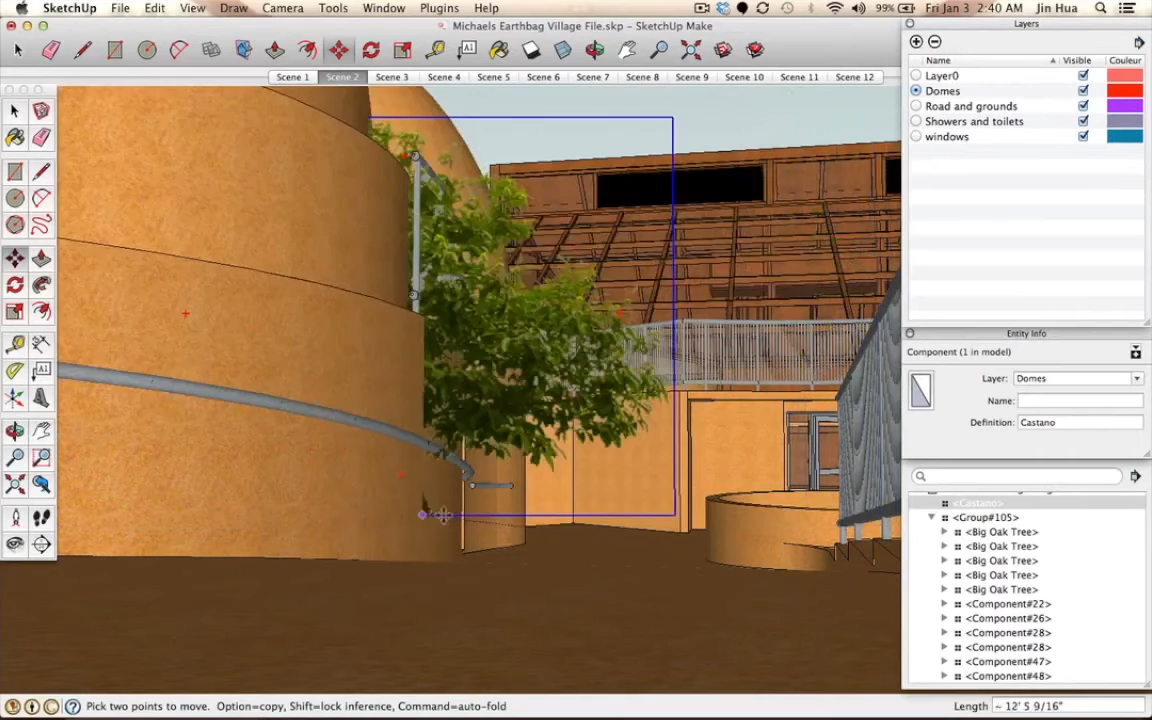 SketchUp File Edit View Draw Camera Tools Window Plugins Help 99% Fri Jan 3 2:40 AM Jin Hua
Michaels Earthbag Village File.skp - SketchUp Make
Scene 1 Scene 2 Scene 3 Scene 4 Scene 5 Scene 6 Scene 7 Scene 8 Scene 9 Scene 10 Scene 11 Scene 12
Layers
Name Visible Couleur
Layer0
Domes
Road and grounds
Showers and toilets
windows
Entity Info
Component (1 in model)
Layer: Domes
Name:
Definition: Castano
<Castano>
<Group#105>
<Big Oak Tree>
<Big Oak Tree>
<Big Oak Tree>
<Big Oak Tree>
<Big Oak Tree>
<Component#22>
<Component#26>
<Component#28>
<Component#28>
<Component#47>
<Component#48>
Pick two points to move. Option=copy, Shift=lock inference, Command=auto-fold Length ~ 12' 5 9/16"